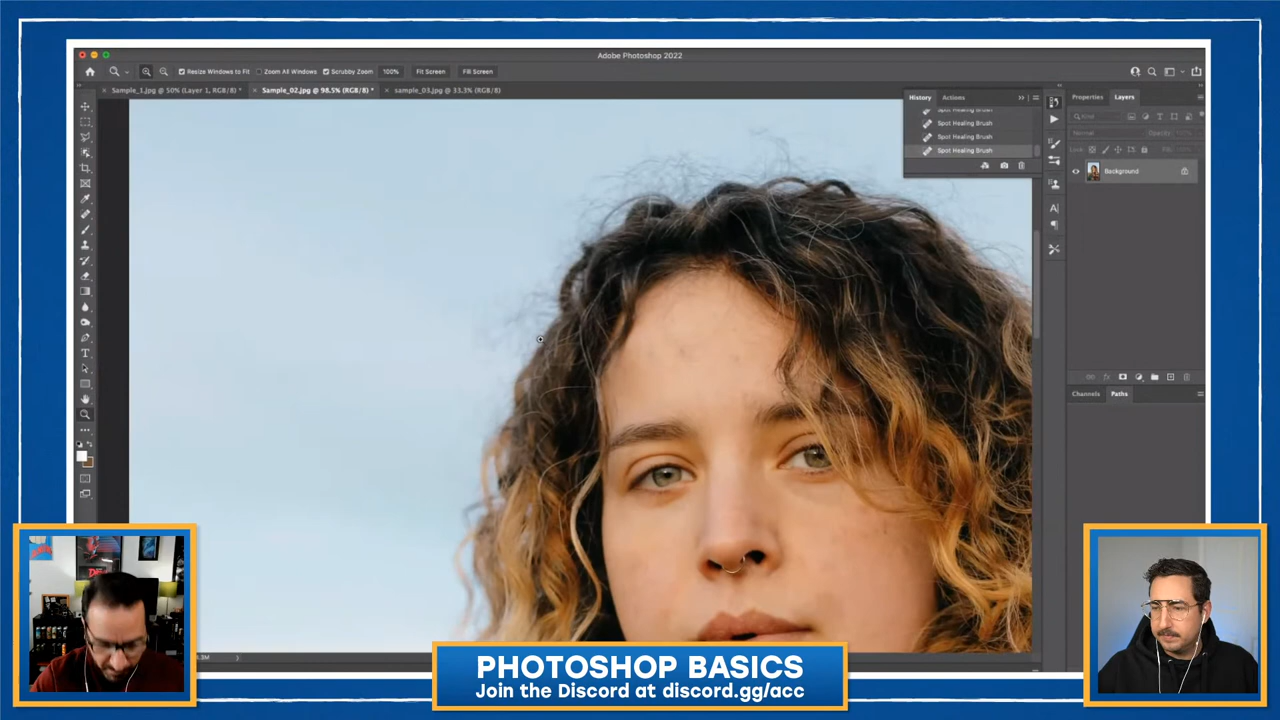 Adobe Photoshop 2022
Resize Windows to Fit Zoom All Windows Scrubby Zoom 100% Fit Screen Fill Screen
Sample_1.jpg @ 50% (Layer 1, RGB/8) * Sample_02.jpg @ 98.5% (RGB/8) * sample_03.jpg @ 33.3% (RGB/8)
History Actions
Spot Healing Brush
Spot Healing Brush
Spot Healing Brush
Spot Healing Brush
Properties Layers
Kind
Normal Opacity: 100%
Lock: Fill:
Background
Channels Paths
PHOTOSHOP BASICS
Join the Discord at discord.gg/acc